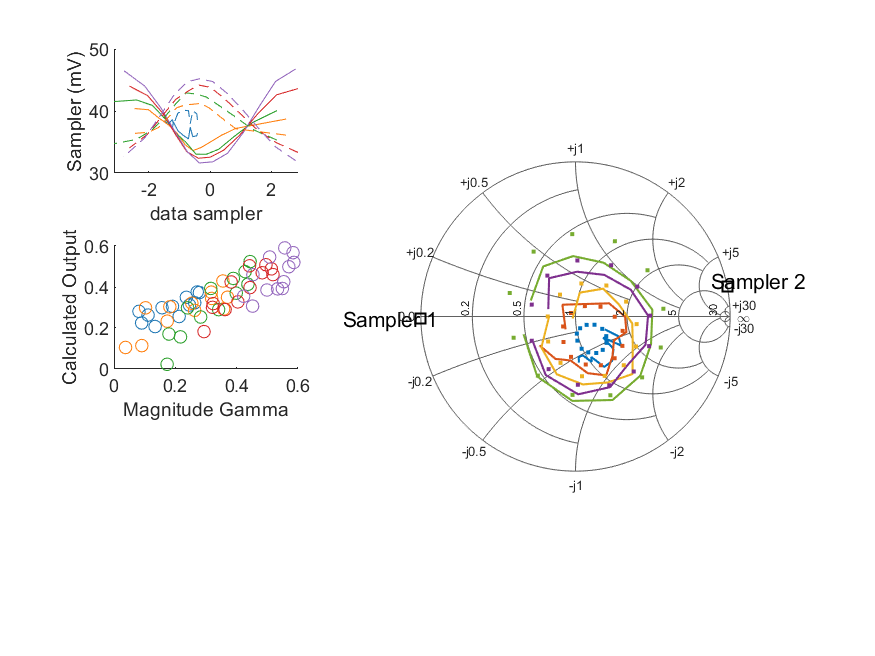 50
40
30
Sampler (mV)
-2
0
2
data sampler
0.6
0.4
0.2
0
Calculated Output
0
0.2
0.4
0.6
Magnitude Gamma
+j1
+j0.5
+j2
+j0.2
+j5
Sampler 2
0.2
0.5
1
2
5
30
+j30
∞
-j30
Sampler 1
-j0.2
-j5
-j0.5
-j2
-j1